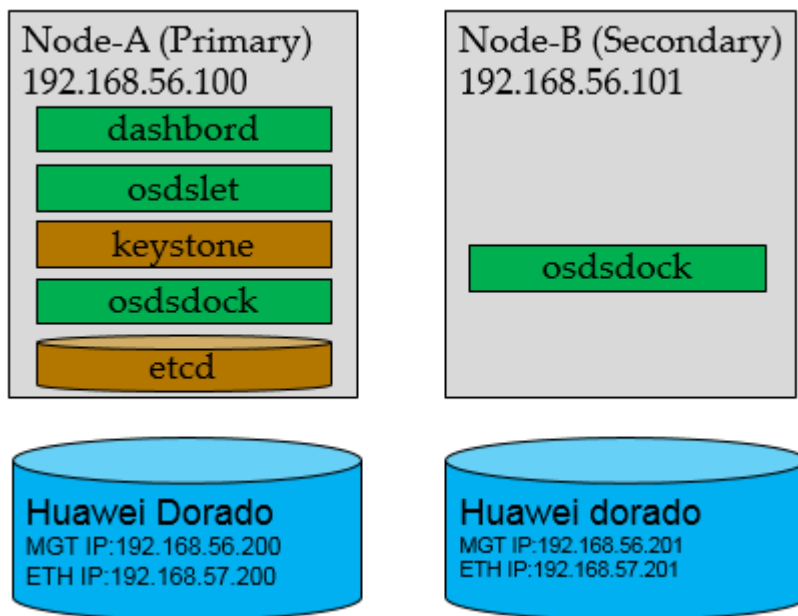 Node-A (Primary)
192.168.56.100
dashbord
osdslet
keystone
osdsdock
etcd
Node-B (Secondary)
192.168.56.101
osdsdock
Huawei Dorado
MGT IP:192.168.56.200
ETH IP:192.168.57.200
Huawei dorado
MGT IP:192.168.56.201
ETH IP:192.168.57.201